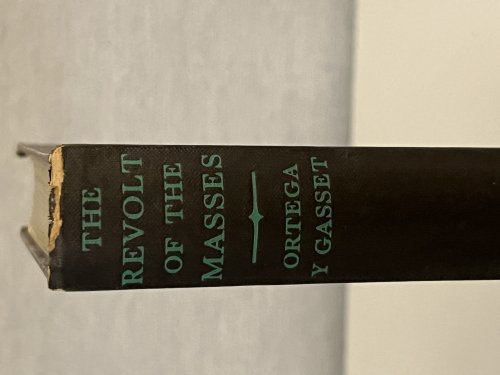 THE
REVOLT
OF THE
MASSES
ORTEGA
Y GASSET